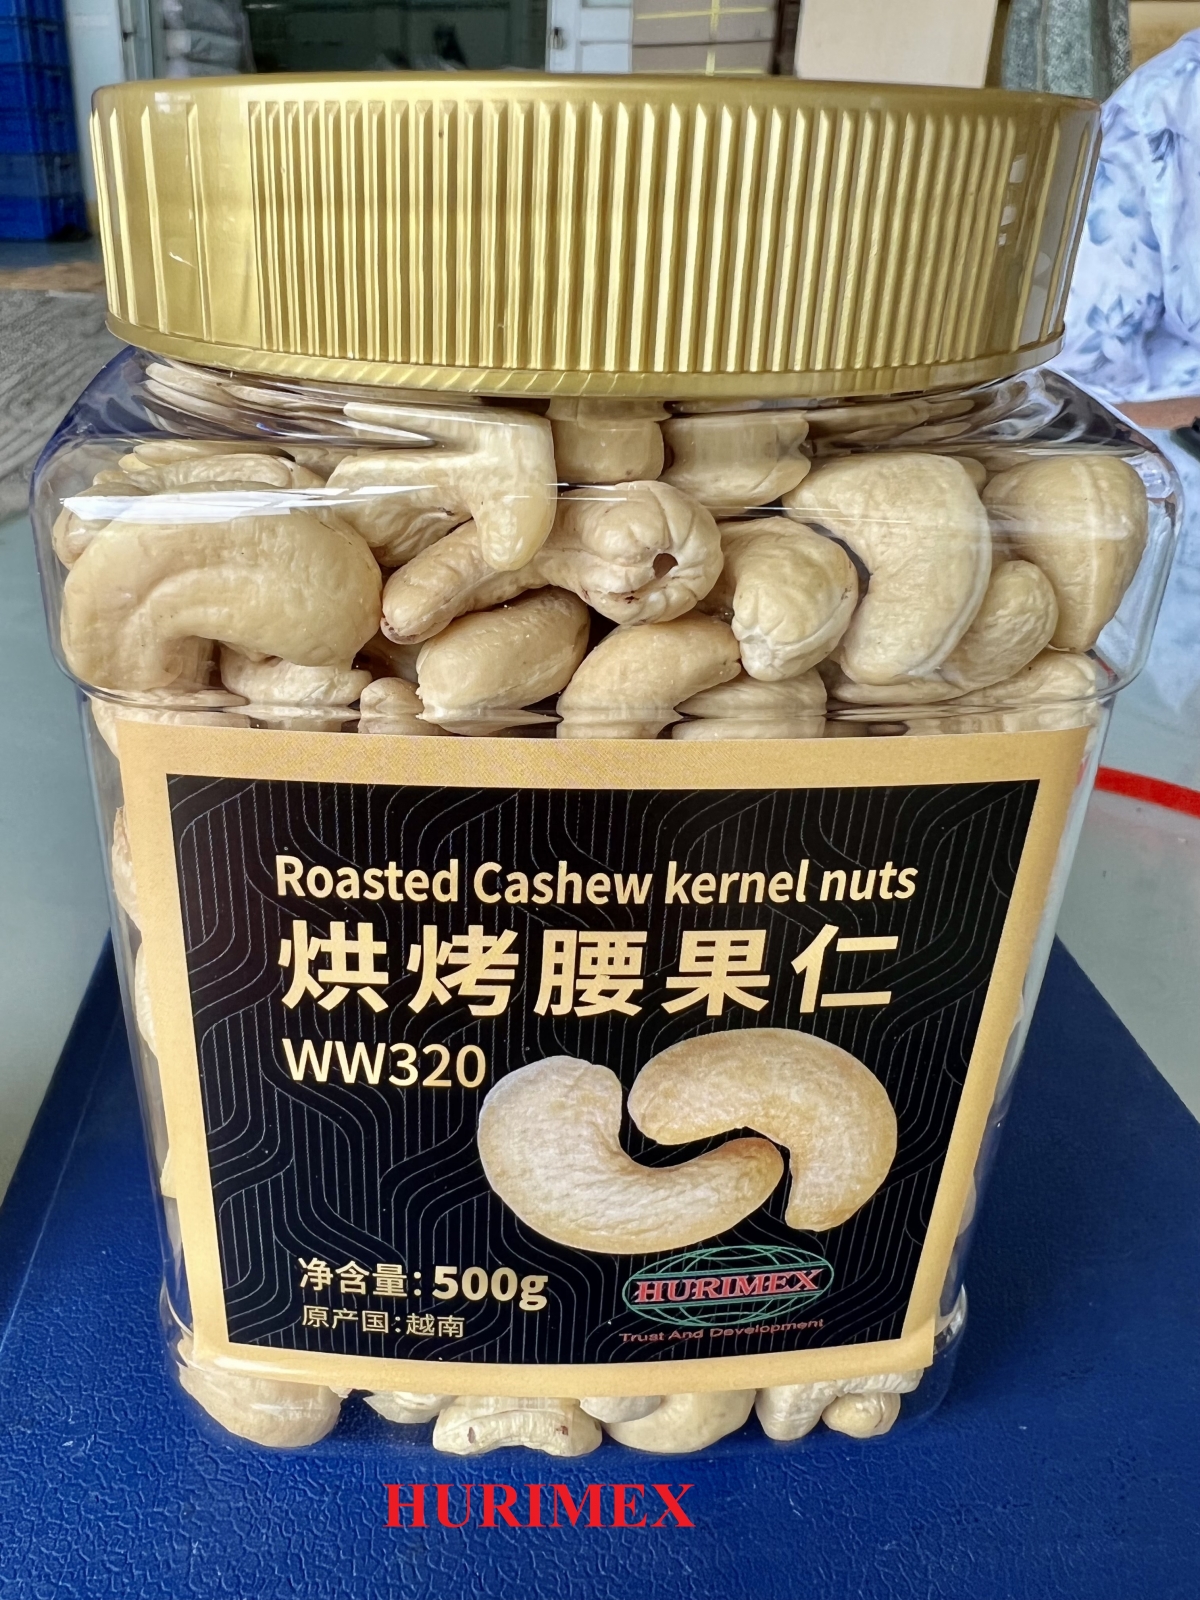 Roasted Cashew kernel nuts
烘烤腰果仁
WW320
净含量:500g
原产国:越南
HURIMEX
Trust And Development
HURIMEX